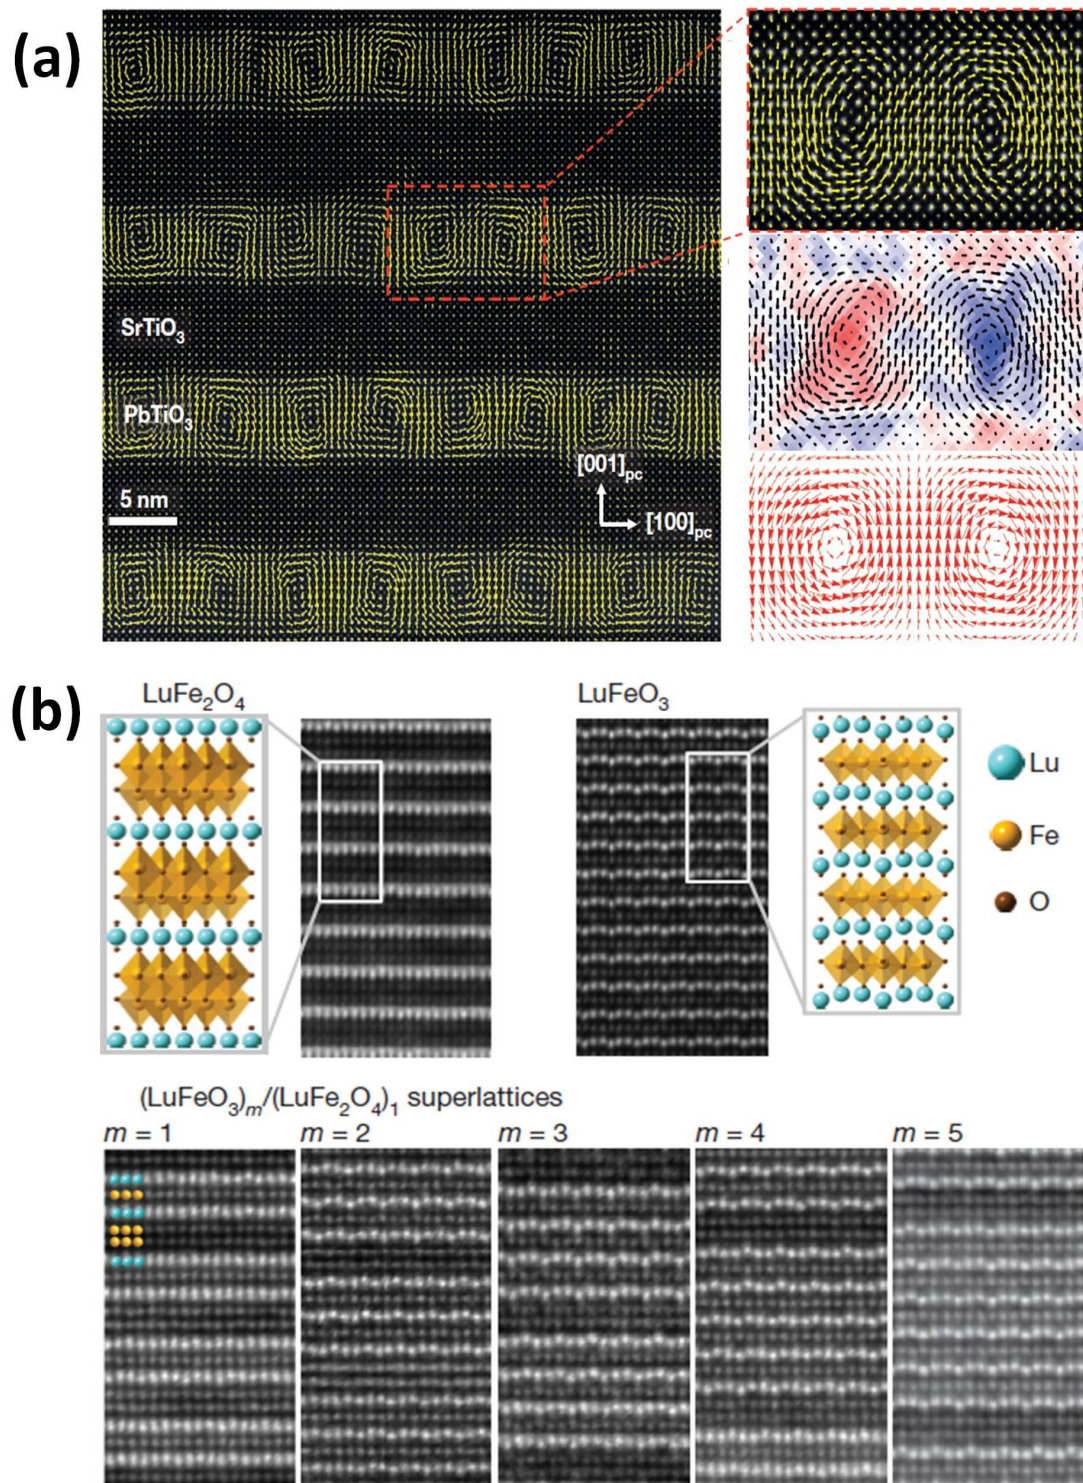 (a)
SrTiO₃
PbTiO₃
[001]pc
5 nm
[100]pc
(b)
LuFe₂O₄
LuFeO₃
Lu
Fe
O
(LuFeO₃)ₘ/(LuFe₂O₄)₁ superlattices
m = 1
m = 2
m = 3
m = 4
m = 5